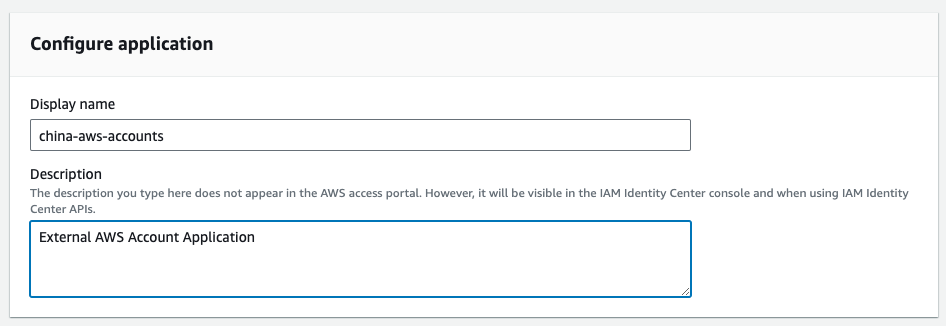 Configure application
Display name
china-aws-accounts
Description
The description you type here does not appear in the AWS access portal. However, it will be visible in the IAM Identity Center console and when using IAM Identity
Center APIs.
External AWS Account Application